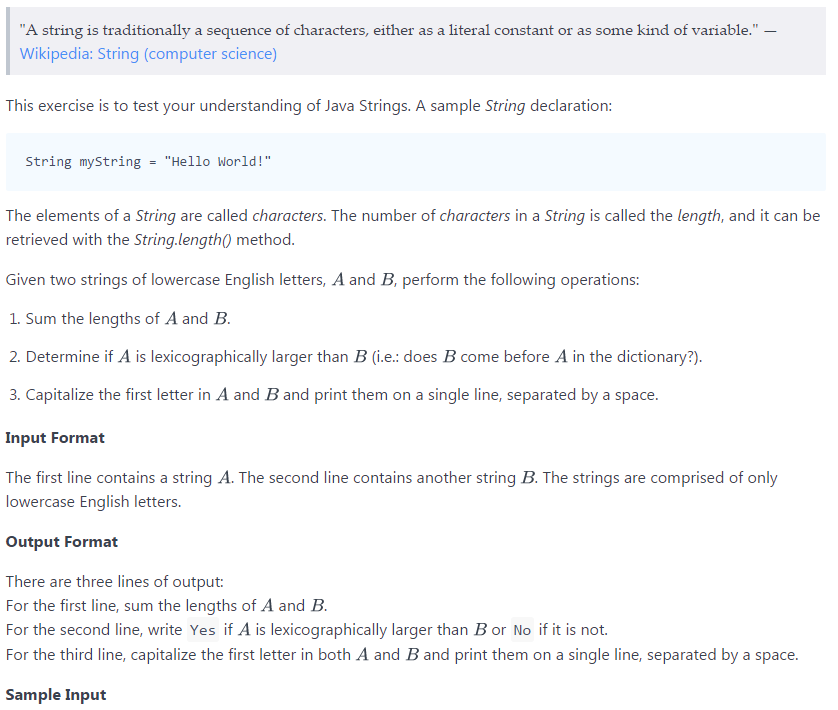 "A string is traditionally a sequence of characters, either as a literal constant or as some kind of variable." —
Wikipedia: String (computer science)
This exercise is to test your understanding of Java Strings. A sample String declaration:
String myString = "Hello World!"
The elements of a String are called characters. The number of characters in a String is called the length, and it can be
retrieved with the String.length() method.
Given two strings of lowercase English letters, A and B, perform the following operations:
1. Sum the lengths of A and B.
2. Determine if A is lexicographically larger than B (i.e.: does B come before A in the dictionary?).
3. Capitalize the first letter in A and B and print them on a single line, separated by a space.
Input Format
The first line contains a string A. The second line contains another string B. The strings are comprised of only
lowercase English letters.
Output Format
There are three lines of output:
For the first line, sum the lengths of A and B.
For the second line, write Yes if A is lexicographically larger than B or No if it is not.
For the third line, capitalize the first letter in both A and B and print them on a single line, separated by a space.
Sample Input